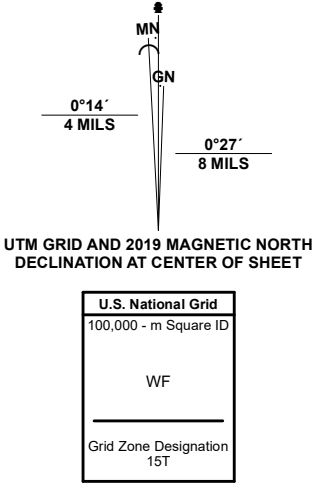 MN
GN
0°14´
4 MILS
0°27´
8 MILS
UTM GRID AND 2019 MAGNETIC NORTH
DECLINATION AT CENTER OF SHEET
U.S. National Grid
100,000 - m Square ID
WF
Grid Zone Designation
15T